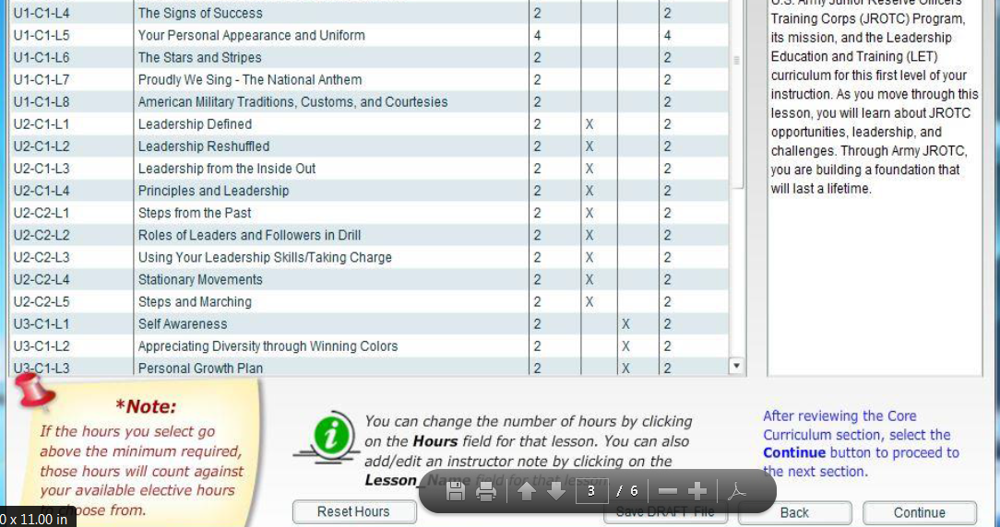 U1-C1-L4 The Signs of Success 2 2
U1-C1-L5 Your Personal Appearance and Uniform 4 4
U1-C1-L6 The Stars and Stripes 2 2
U1-C1-L7 Proudly We Sing - The National Anthem 2 2
U1-C1-L8 American Military Traditions, Customs, and Courtesies 2 2
U2-C1-L1 Leadership Defined 2 X 2
U2-C1-L2 Leadership Reshuffled 2 X 2
U2-C1-L3 Leadership from the Inside Out 2 X 2
U2-C1-L4 Principles and Leadership 2 X 2
U2-C2-L1 Steps from the Past 2 X 2
U2-C2-L2 Roles of Leaders and Followers in Drill 2 X 2
U2-C2-L3 Using Your Leadership Skills/Taking Charge 2 X 2
U2-C2-L4 Stationary Movements 2 X 2
U2-C2-L5 Steps and Marching 2 X 2
U3-C1-L1 Self Awareness 2 X 2
U3-C1-L2 Appreciating Diversity through Winning Colors 2 X 2
U3-C1-L3 Personal Growth Plan 2 X 2
U.S. Army Junior Reserve Officers
Training Corps (JROTC) Program,
its mission, and the Leadership
Education and Training (LET)
curriculum for this first level of your
instruction. As you move through this
lesson, you will learn about JROTC
opportunities, leadership, and
challenges. Through Army JROTC,
you are building a foundation that
will last a lifetime.
*Note:
If the hours you select go
above the minimum required,
those hours will count against
your available elective hours
to choose from.
You can change the number of hours by clicking
on the Hours field for that lesson. You can also
add/edit an instructor note by clicking on the
Lesson_Name field for that lesson.
After reviewing the Core
Curriculum section, select the
Continue button to proceed to
the next section.
3 / 6
0 x 11.00 in
Reset Hours
Save DRAFT File
Back
Continue